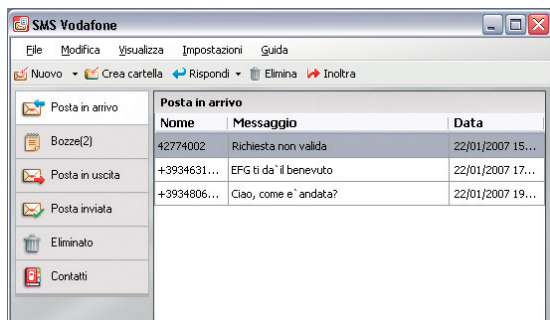 SMS Vodafone
File Modifica Visualizza Impostazioni Guida
Nuovo Crea cartella Rispondi Elimina Inoltra
Posta in arrivo
Bozze(2)
Posta in uscita
Posta inviata
Eliminato
Contatti
Posta in arrivo
Nome Messaggio Data
42774002 Richiesta non valida 22/01/2007 15...
+3934631... EFG ti da`il benevuto 22/01/2007 17...
+3934806... Ciao, come e`andata? 22/01/2007 19...